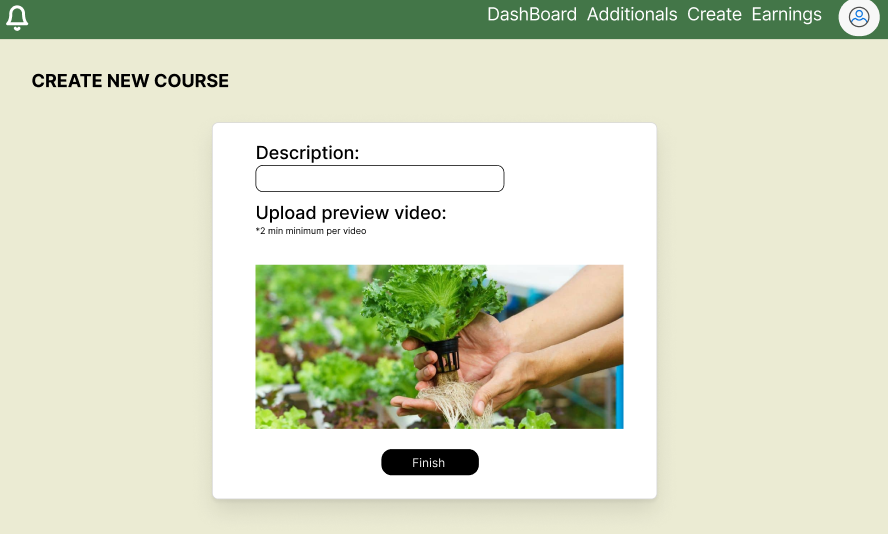 DashBoard Additionals Create Earnings
CREATE NEW COURSE
Description:
Upload preview video:
*2 min minimum per video
Finish